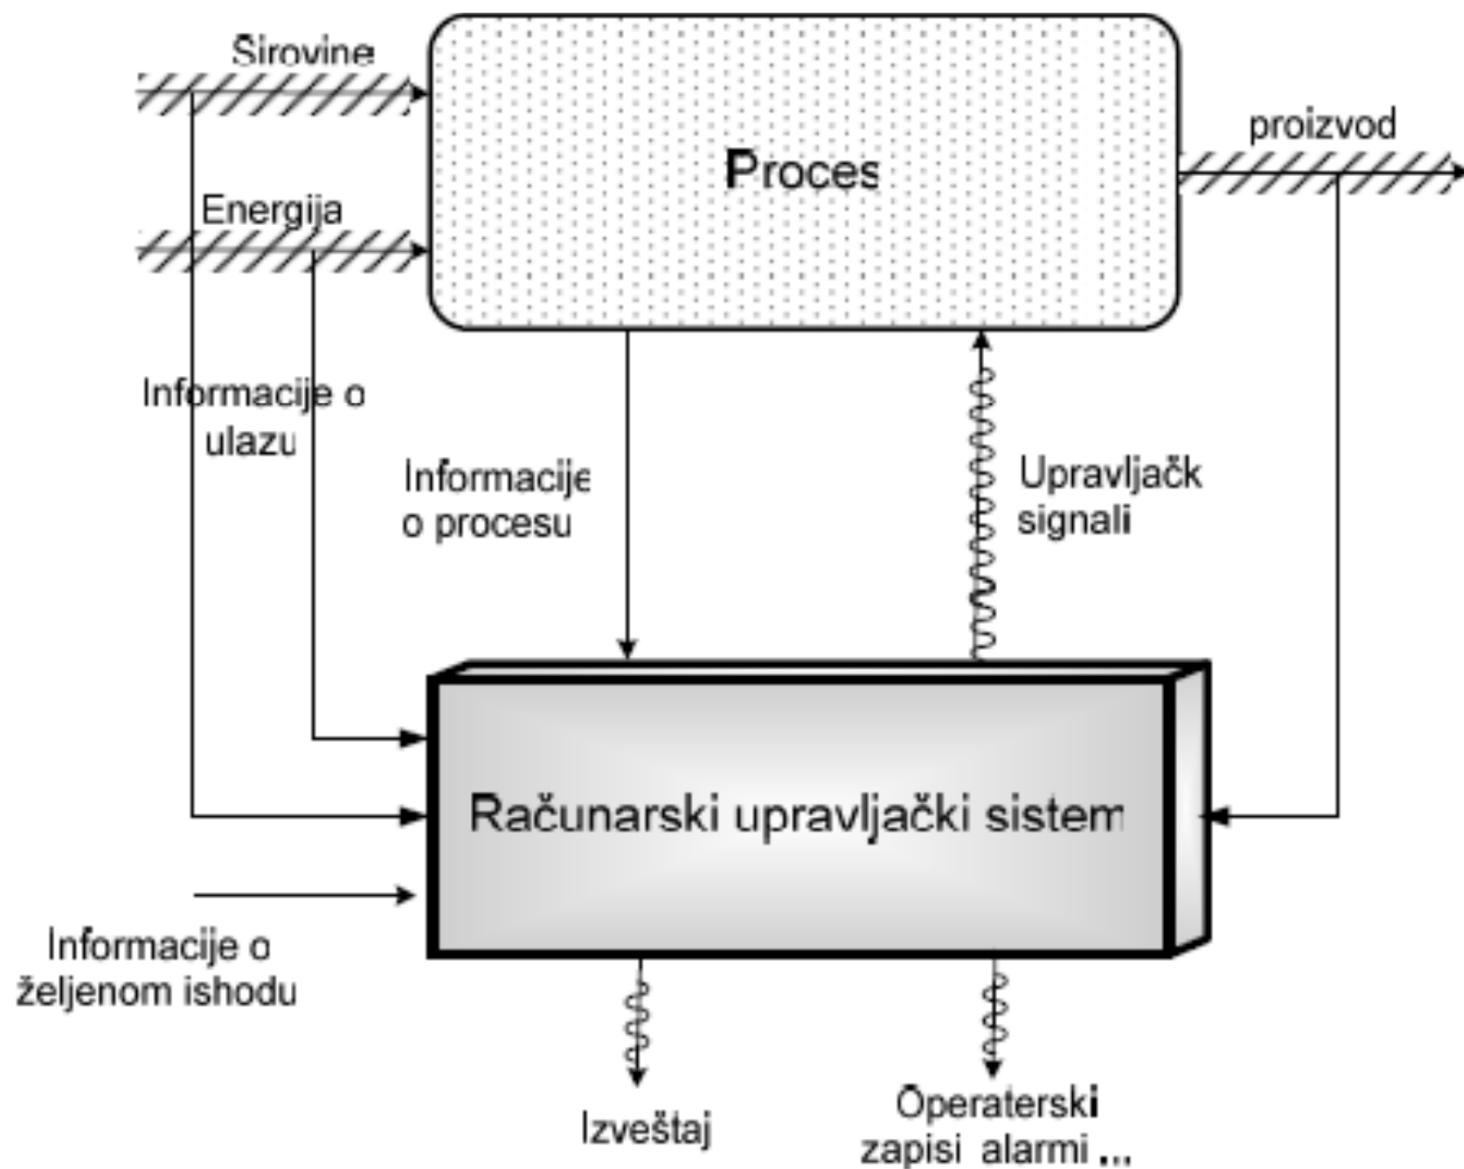 Sirovine
proizvod
Proces
Energija
Informacije o
ulazu
Informacije
o procesu
Upravljačk
signali
Računarski upravljački sistem
Informacije o
željenom ishodu
Izveštaj
Operaterski
zapisi alarmi ...